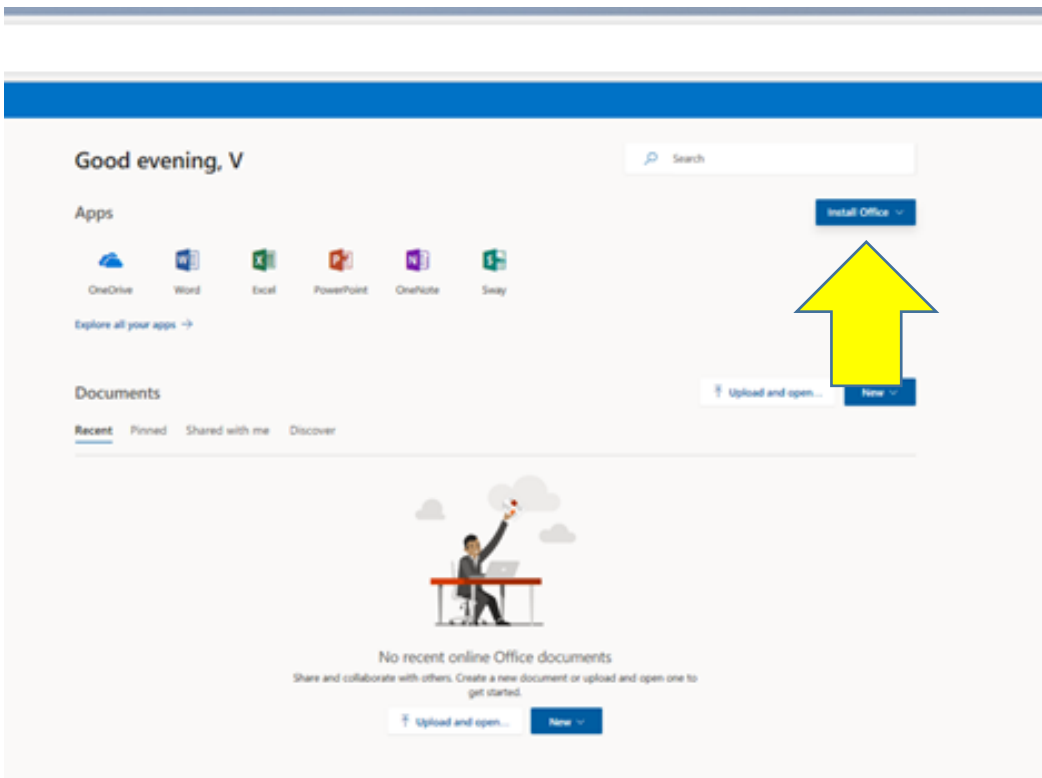 Good evening, V
Search
Apps
Install Office
OneDrive
Word
Excel
PowerPoint
OneNote
Sway
Explore all your apps →
Documents
Upload and open...
New
Recent Pinned Shared with me Discover
No recent online Office documents
Share and collaborate with others. Create a new document or upload and open one to
get started.
Upload and open...
New